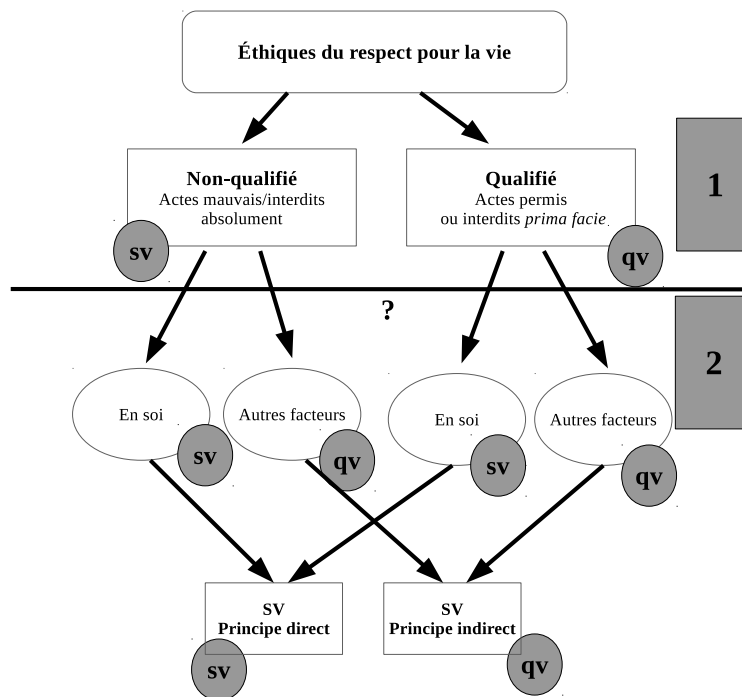 Éthiques du respect pour la vie
Non-qualifié
Actes mauvais/interdits
absolument
sv
Qualifié
Actes permis
ou interdits prima facie
qv
1
?
2
En soi
sv
Autres facteurs
qv
En soi
sv
Autres facteurs
qv
SV
Principe direct
sv
SV
Principe indirect
qv